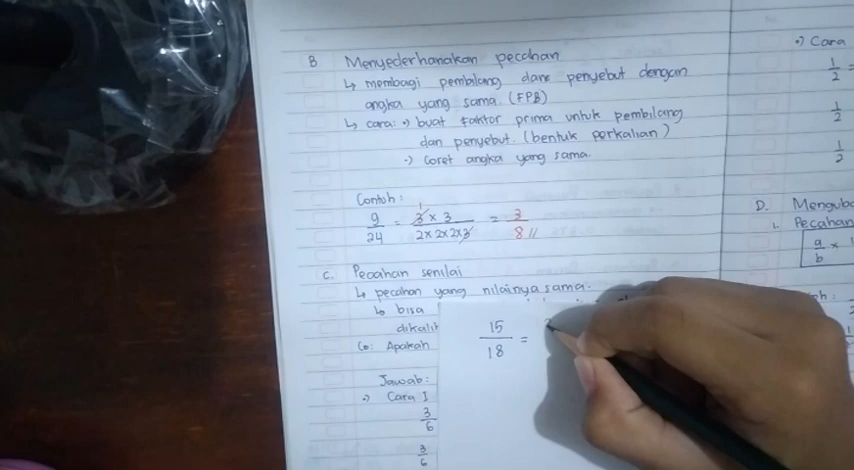 B Menyederhanakan pecahan
↳ membagi pembilang dans penyebut dengan
angka yang sama. (FPB)
↳ cara: •) buat faktor prima untuk pembilang
dan penyebut. (bentuk perkalian)
•) Coret angka yang sama.
Contoh:
9/24 = 3 × 3 / 2 × 2 × 2 × 3 = 3/8 //
1
C. Pecahan senilai
↳ pecahan yang nilainya sama.
↳ bisa
dikali
Co: Apakah
Jawab:
•) Cara I
3/6
3/6
15/18 =
•) Cara
1/2 =
1/2
1/2
D. Menguba
1. Pecahan
a/b ×